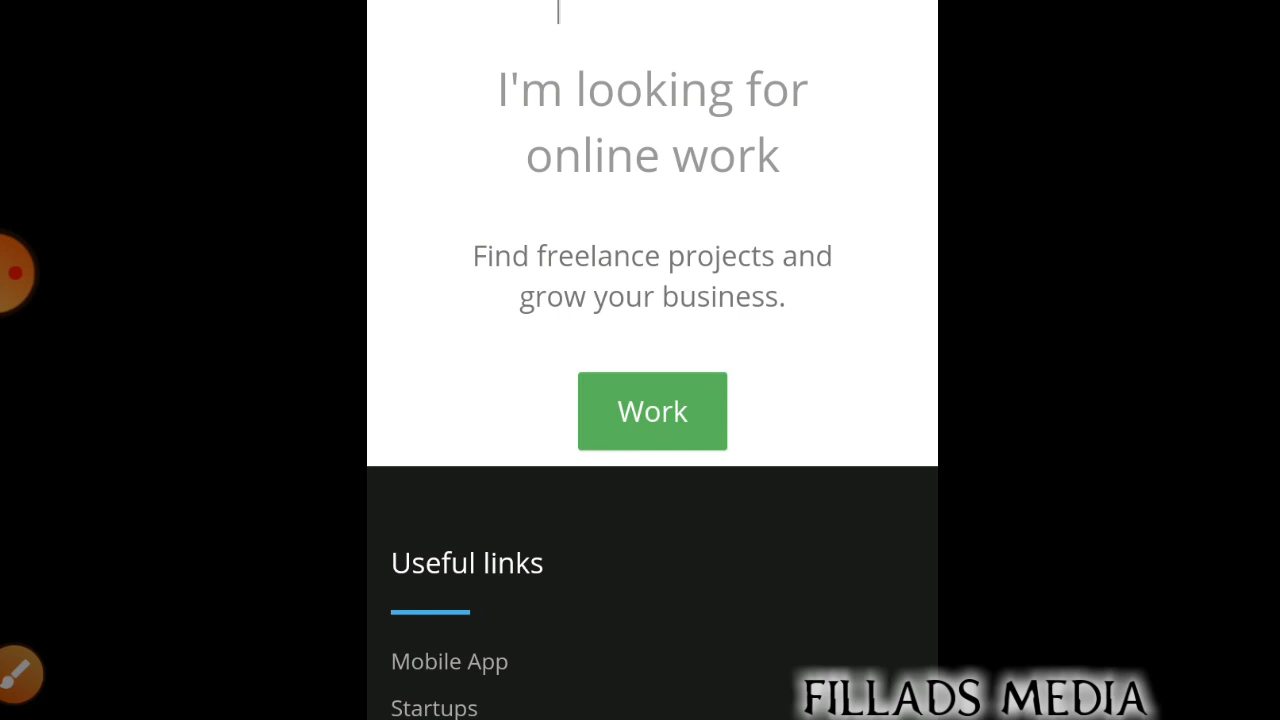 I'm looking for
online work
Find freelance projects and
grow your business.
Work
Useful links
Mobile App
Startups
FILLADS MEDIA